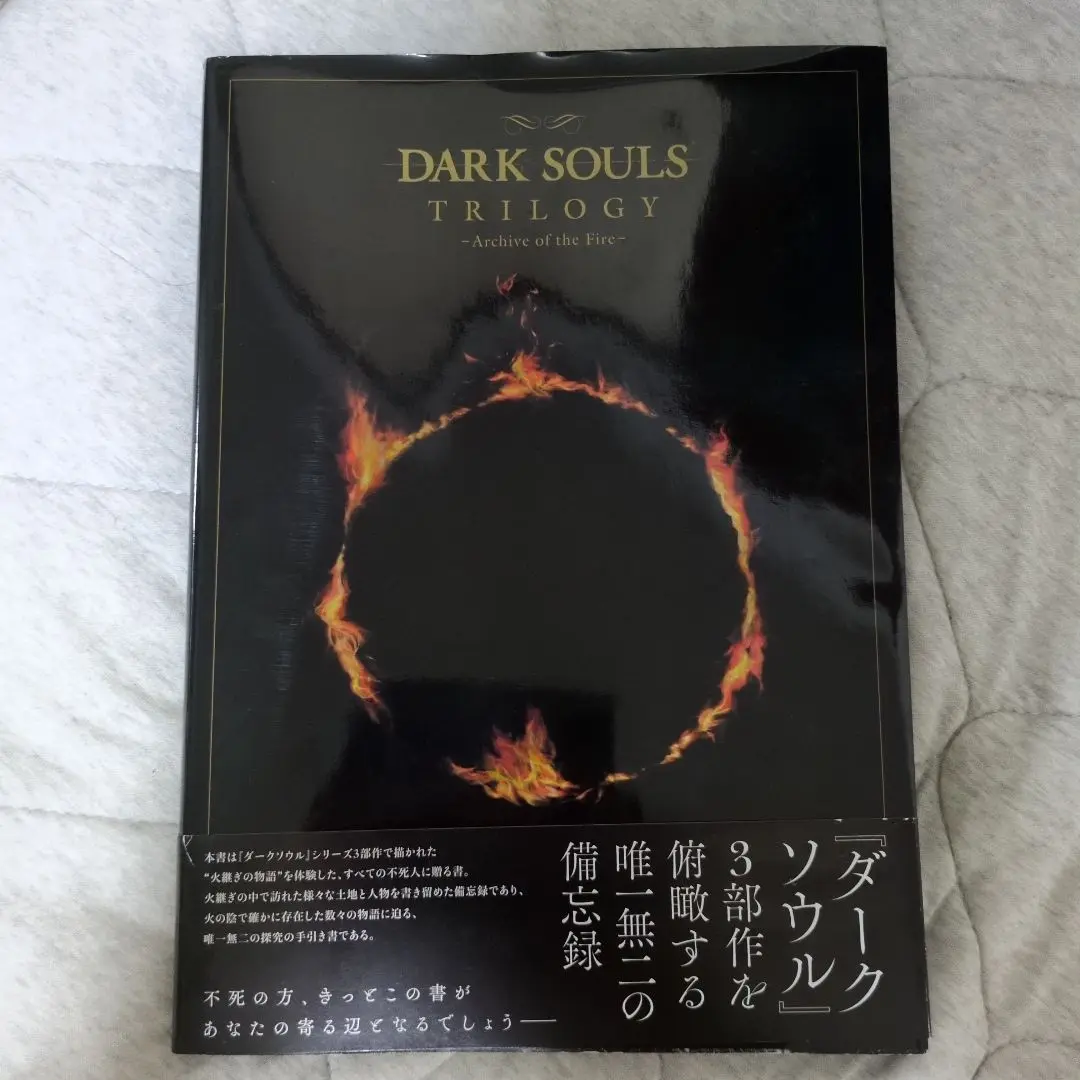 DARK SOULS
TRILOGY
-Archive of the Fire-
『ダーク
ソウル』
3部作を
俯瞰する
唯一無二の
備忘録
本書は『ダークソウル』シリーズ3部作で描かれた
“火継ぎの物語”を体験した、すべての不死人に贈る書。
火継ぎの中で訪れた様々な土地と人物を書き留めた備忘録であり、
火の陰で確かに存在した数々の物語に迫る、
唯一無二の探究の手引き書である。
不死の方、きっとこの書が
あなたの寄る辺となるでしょう──